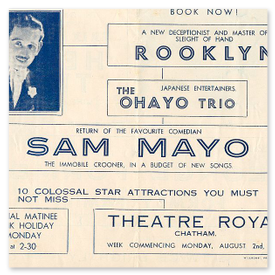 BOOK NOW!
A NEW DECEPTIONIST AND MASTER OF
SLEIGHT OF HAND
ROOKLYN
THE
JAPANESE ENTERTAINERS
OHAYO TRIO
RETURN OF THE FAVOURITE COMEDIAN
SAM MAYO
THE IMMOBILE CROONER, IN A BUDGET OF NEW SONGS.
10 COLOSSAL STAR ATTRACTIONS YOU MUST
NOT MISS
MATINEE
HOLIDAY
MONDAY
at 2-30
THEATRE ROYA
CHATHAM.
WEEK COMMENCING MONDAY, AUGUST 2nd,